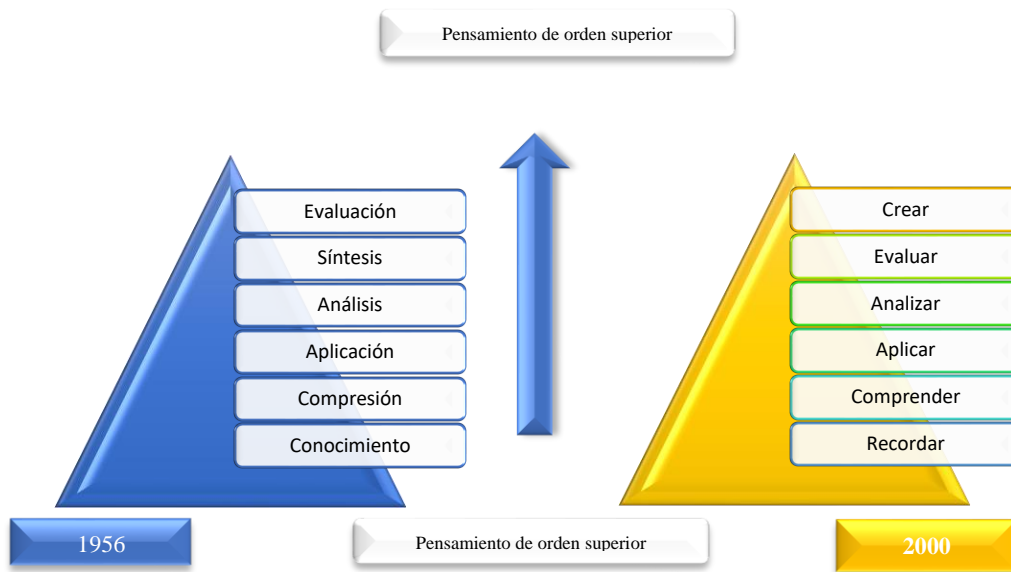 Pensamiento de orden superior
Evaluación
Síntesis
Análisis
Aplicación
Compresión
Conocimiento
Crear
Evaluar
Analizar
Aplicar
Comprender
Recordar
1956
Pensamiento de orden superior
2000